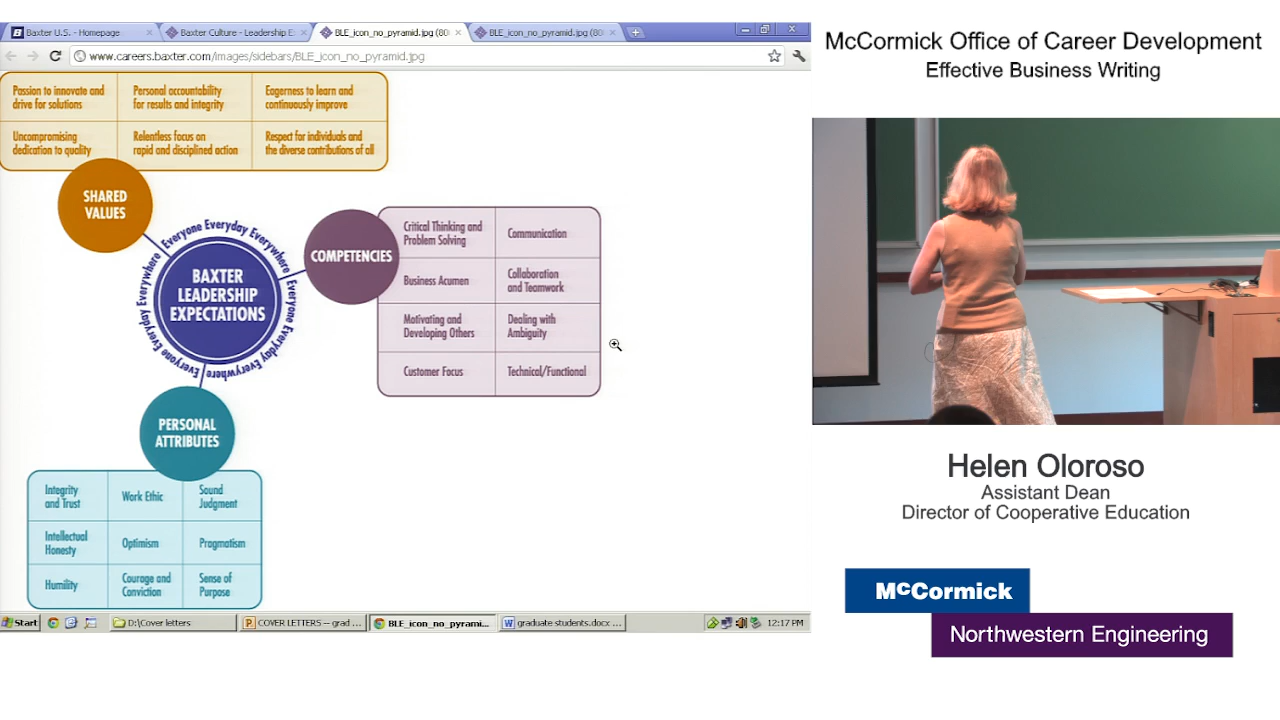 Baxter U.S. - Homepage
Baxter Culture - Leadership E
BLE_icon_no_pyramid.jpg (80
BLE_icon_no_pyramid.jpg (80
www.careers.baxter.com/images/sidebars/BLE_icon_no_pyramid.jpg
Passion to innovate and
drive for solutions
Personal accountability
for results and integrity
Eagerness to learn and
continuously improve
Uncompromising
dedication to quality
Relentless focus on
rapid and disciplined action
Respect for individuals and
the diverse contributions of all
SHARED
VALUES
Everyone Everyday Everywhere Everyone Everyday Everywhere Everyone Everyday Everywhere
BAXTER
LEADERSHIP
EXPECTATIONS
COMPETENCIES
Critical Thinking and
Problem Solving
Communication
Business Acumen
Collaboration
and Teamwork
Motivating and
Developing Others
Dealing with
Ambiguity
Customer Focus
Technical/Functional
PERSONAL
ATTRIBUTES
Integrity
and Trust
Work Ethic
Sound
Judgment
Intellectual
Honesty
Optimism
Pragmatism
Humility
Courage and
Conviction
Sense of
Purpose
Start
D:\Cover letters
COVER LETTERS -- grad ...
BLE_icon_no_pyrami...
graduate students.docx ...
12:17 PM
McCormick Office of Career Development
Effective Business Writing
Helen Oloroso
Assistant Dean
Director of Cooperative Education
McCormick
Northwestern Engineering